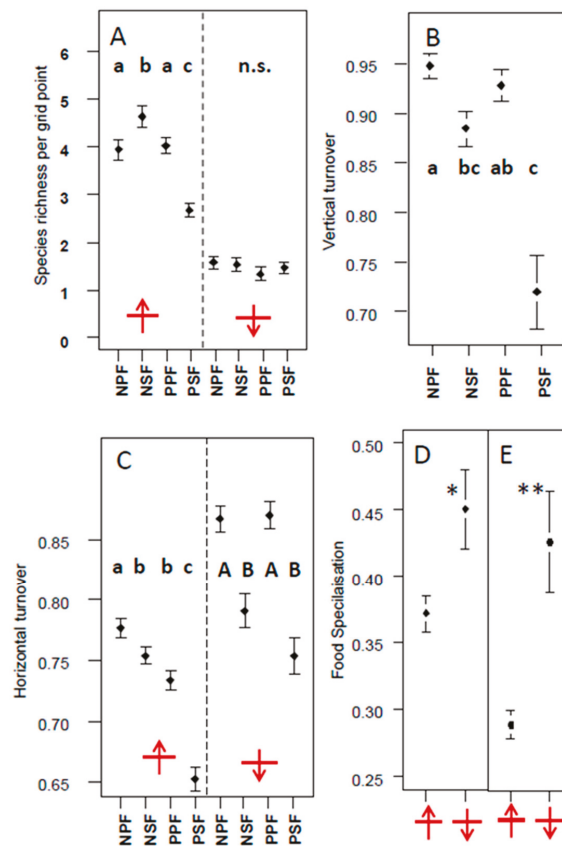 A
a b a c
n.s.
Species richness per grid point
6
5
4
3
2
1
0
NPF NSF PPF PSF NPF NSF PPF PSF
B
a bc ab c
Vertical turnover
0.95
0.90
0.85
0.80
0.75
0.70
NPF NSF PPF PSF
C
a b b c A B A B
Horizontal turnover
0.85
0.80
0.75
0.70
0.65
NPF NSF PPF PSF NPF NSF PPF PSF
D
*
E
**
Food Specilaisation
0.50
0.45
0.40
0.35
0.30
0.25